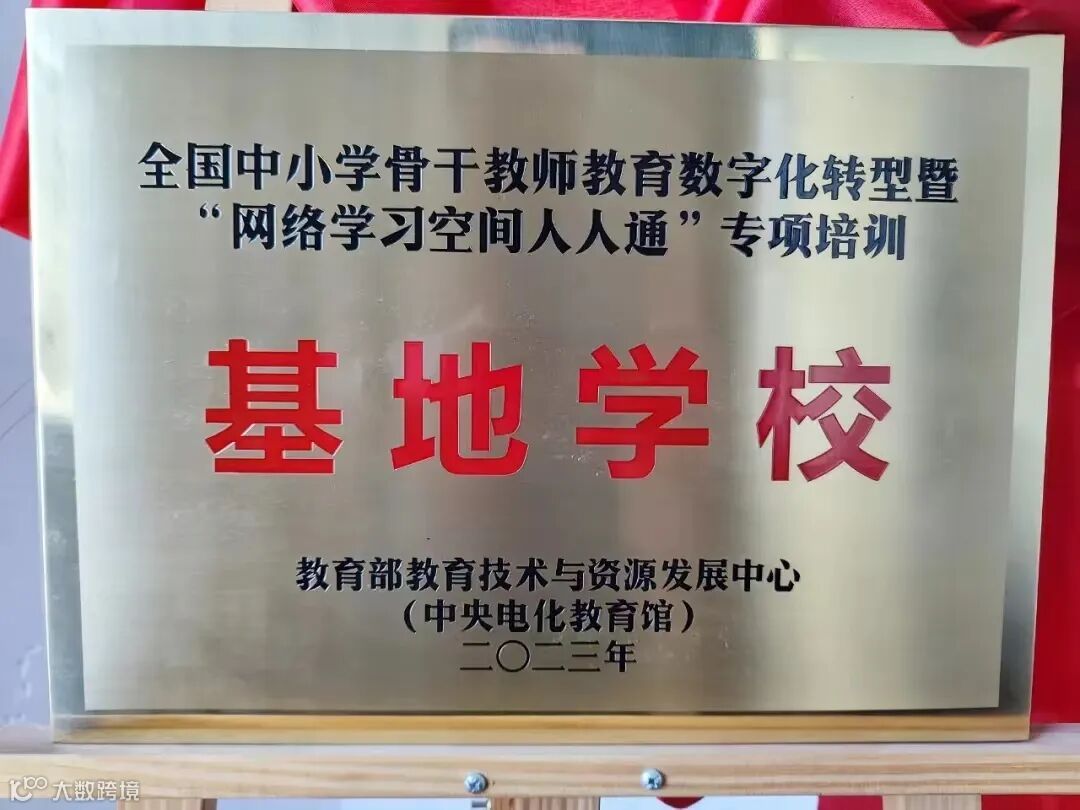 全国中小学骨干教师教育数字化转型暨
“网络学习空间人人通”专项培训
基地学校
教育部教育技术与资源发展中心
（中央电化教育馆）
二〇二三年
大数跨境